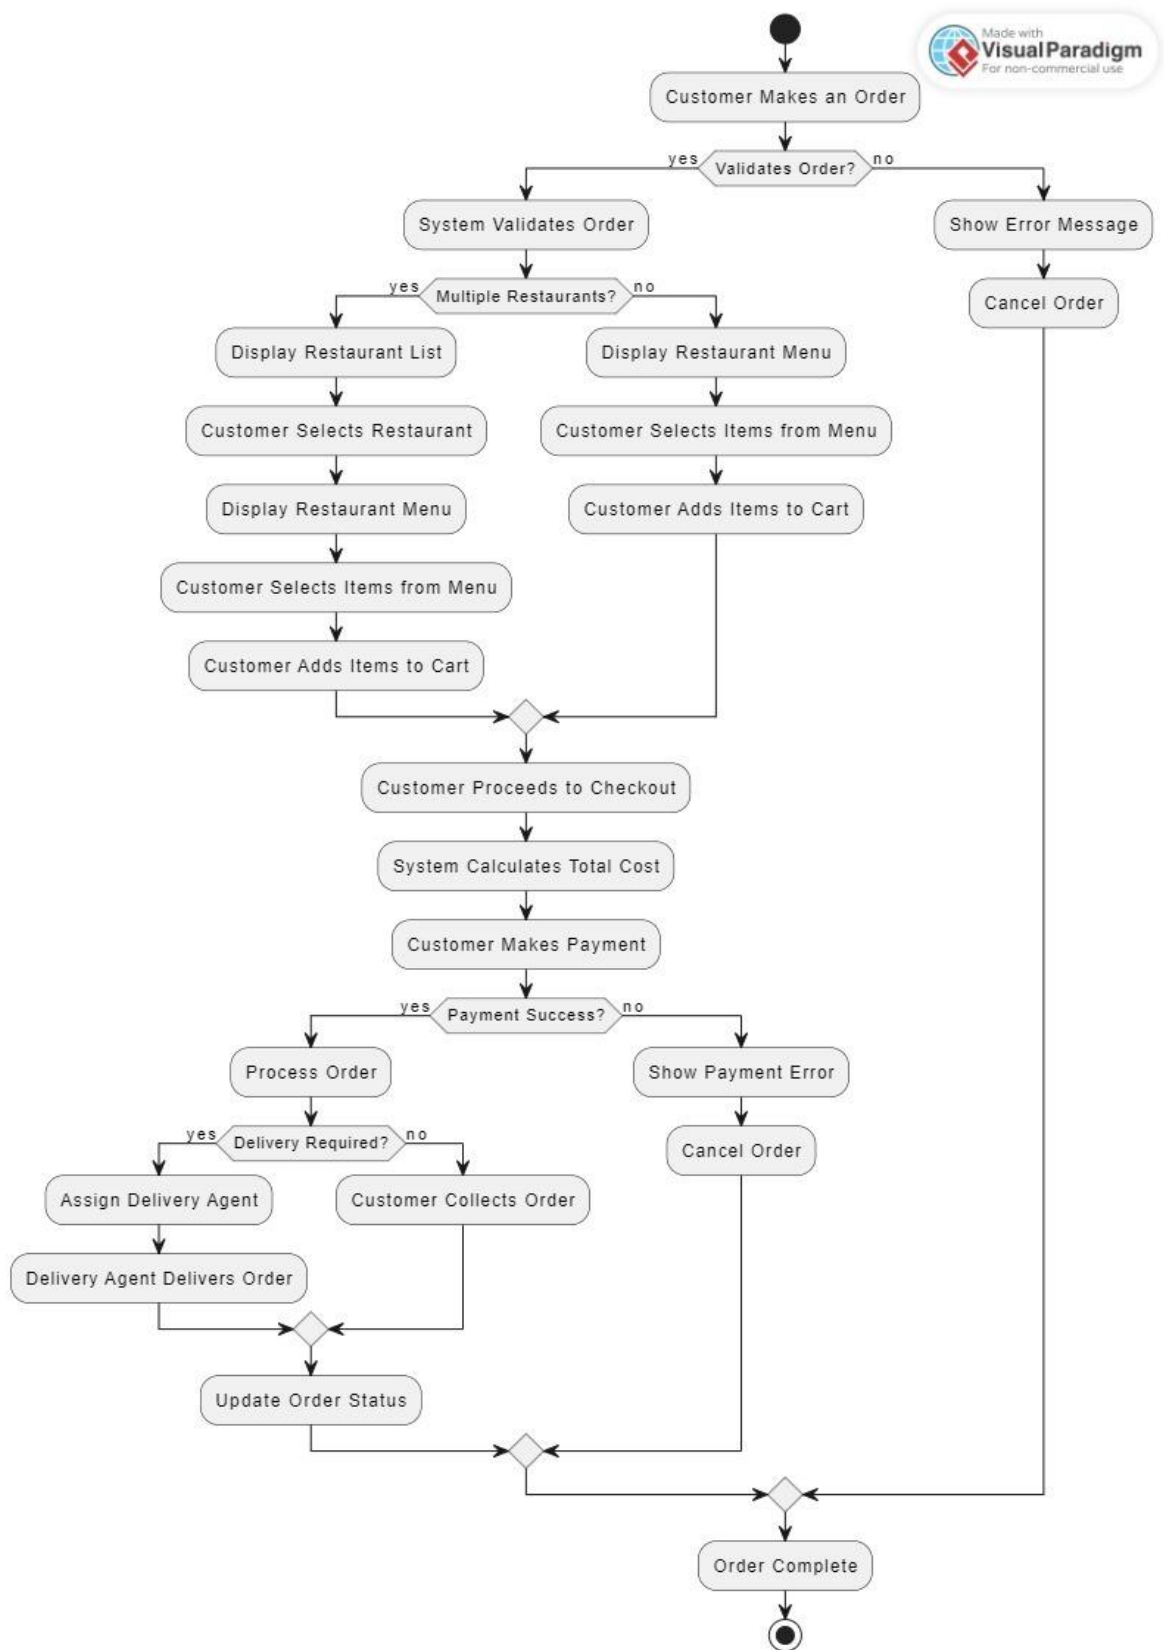 Made with
Visual Paradigm
For non-commercial use
Customer Makes an Order
yes
Validates Order?
no
System Validates Order
Show Error Message
yes
Multiple Restaurants?
no
Cancel Order
Display Restaurant List
Display Restaurant Menu
Customer Selects Restaurant
Customer Selects Items from Menu
Display Restaurant Menu
Customer Adds Items to Cart
Customer Selects Items from Menu
Customer Adds Items to Cart
Customer Proceeds to Checkout
System Calculates Total Cost
Customer Makes Payment
yes
Payment Success?
no
Process Order
Show Payment Error
yes
Delivery Required?
no
Cancel Order
Assign Delivery Agent
Customer Collects Order
Delivery Agent Delivers Order
Update Order Status
Order Complete